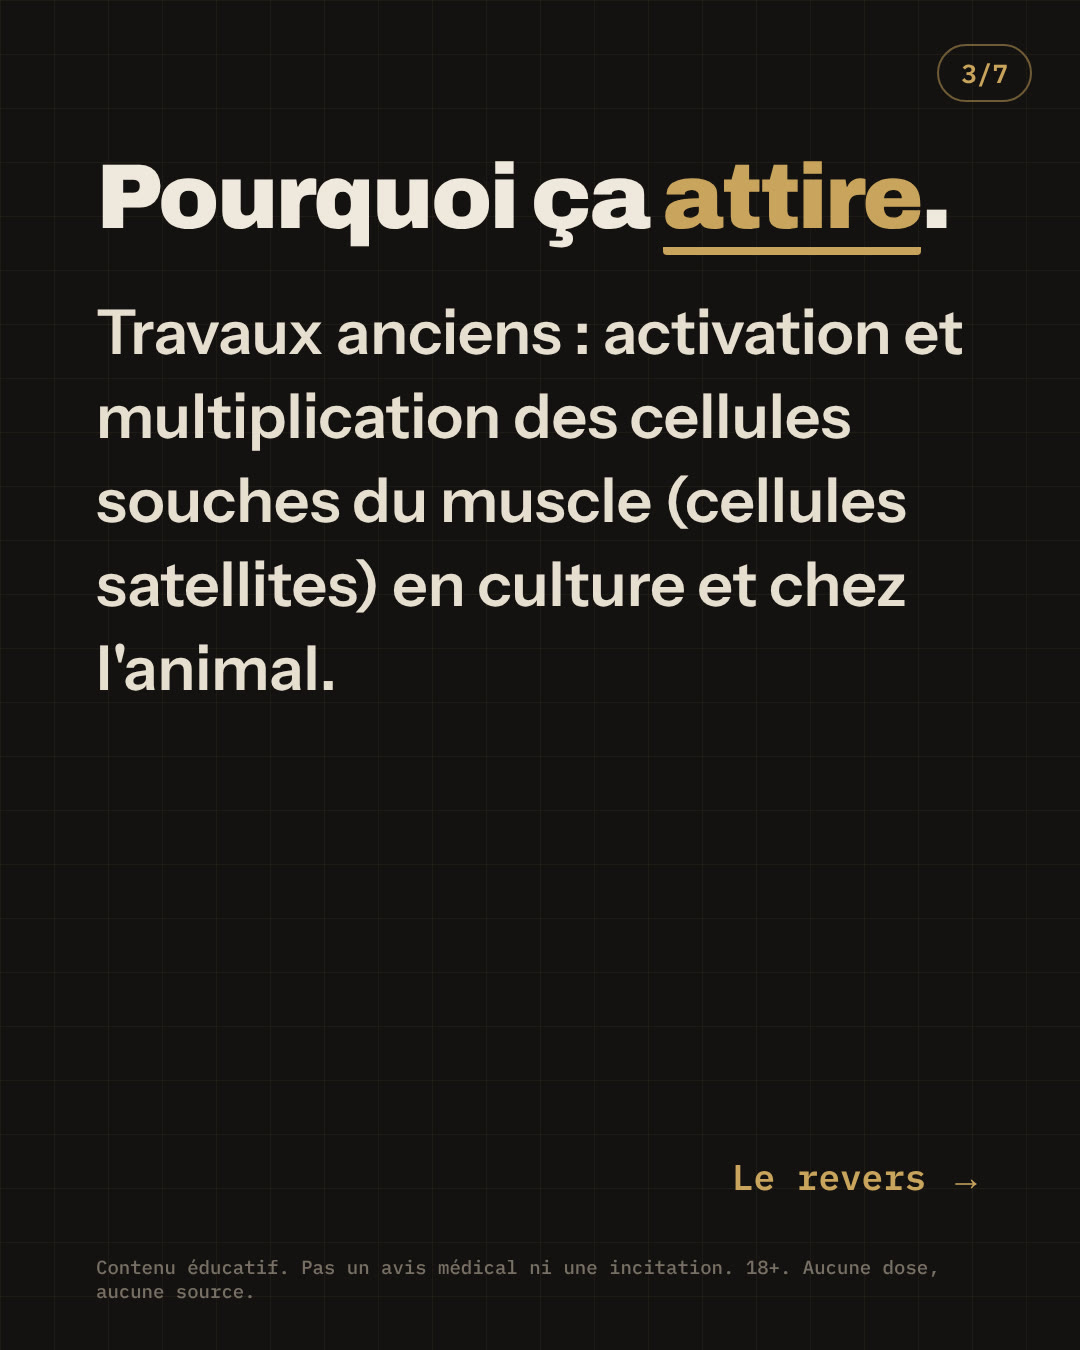 3/7
Pourquoi ça attire.
Travaux anciens : activation et
multiplication des cellules
souches du muscle (cellules
satellites) en culture et chez
l'animal.
Le revers →
Contenu éducatif. Pas un avis médical ni une incitation. 18+. Aucune dose,
aucune source.